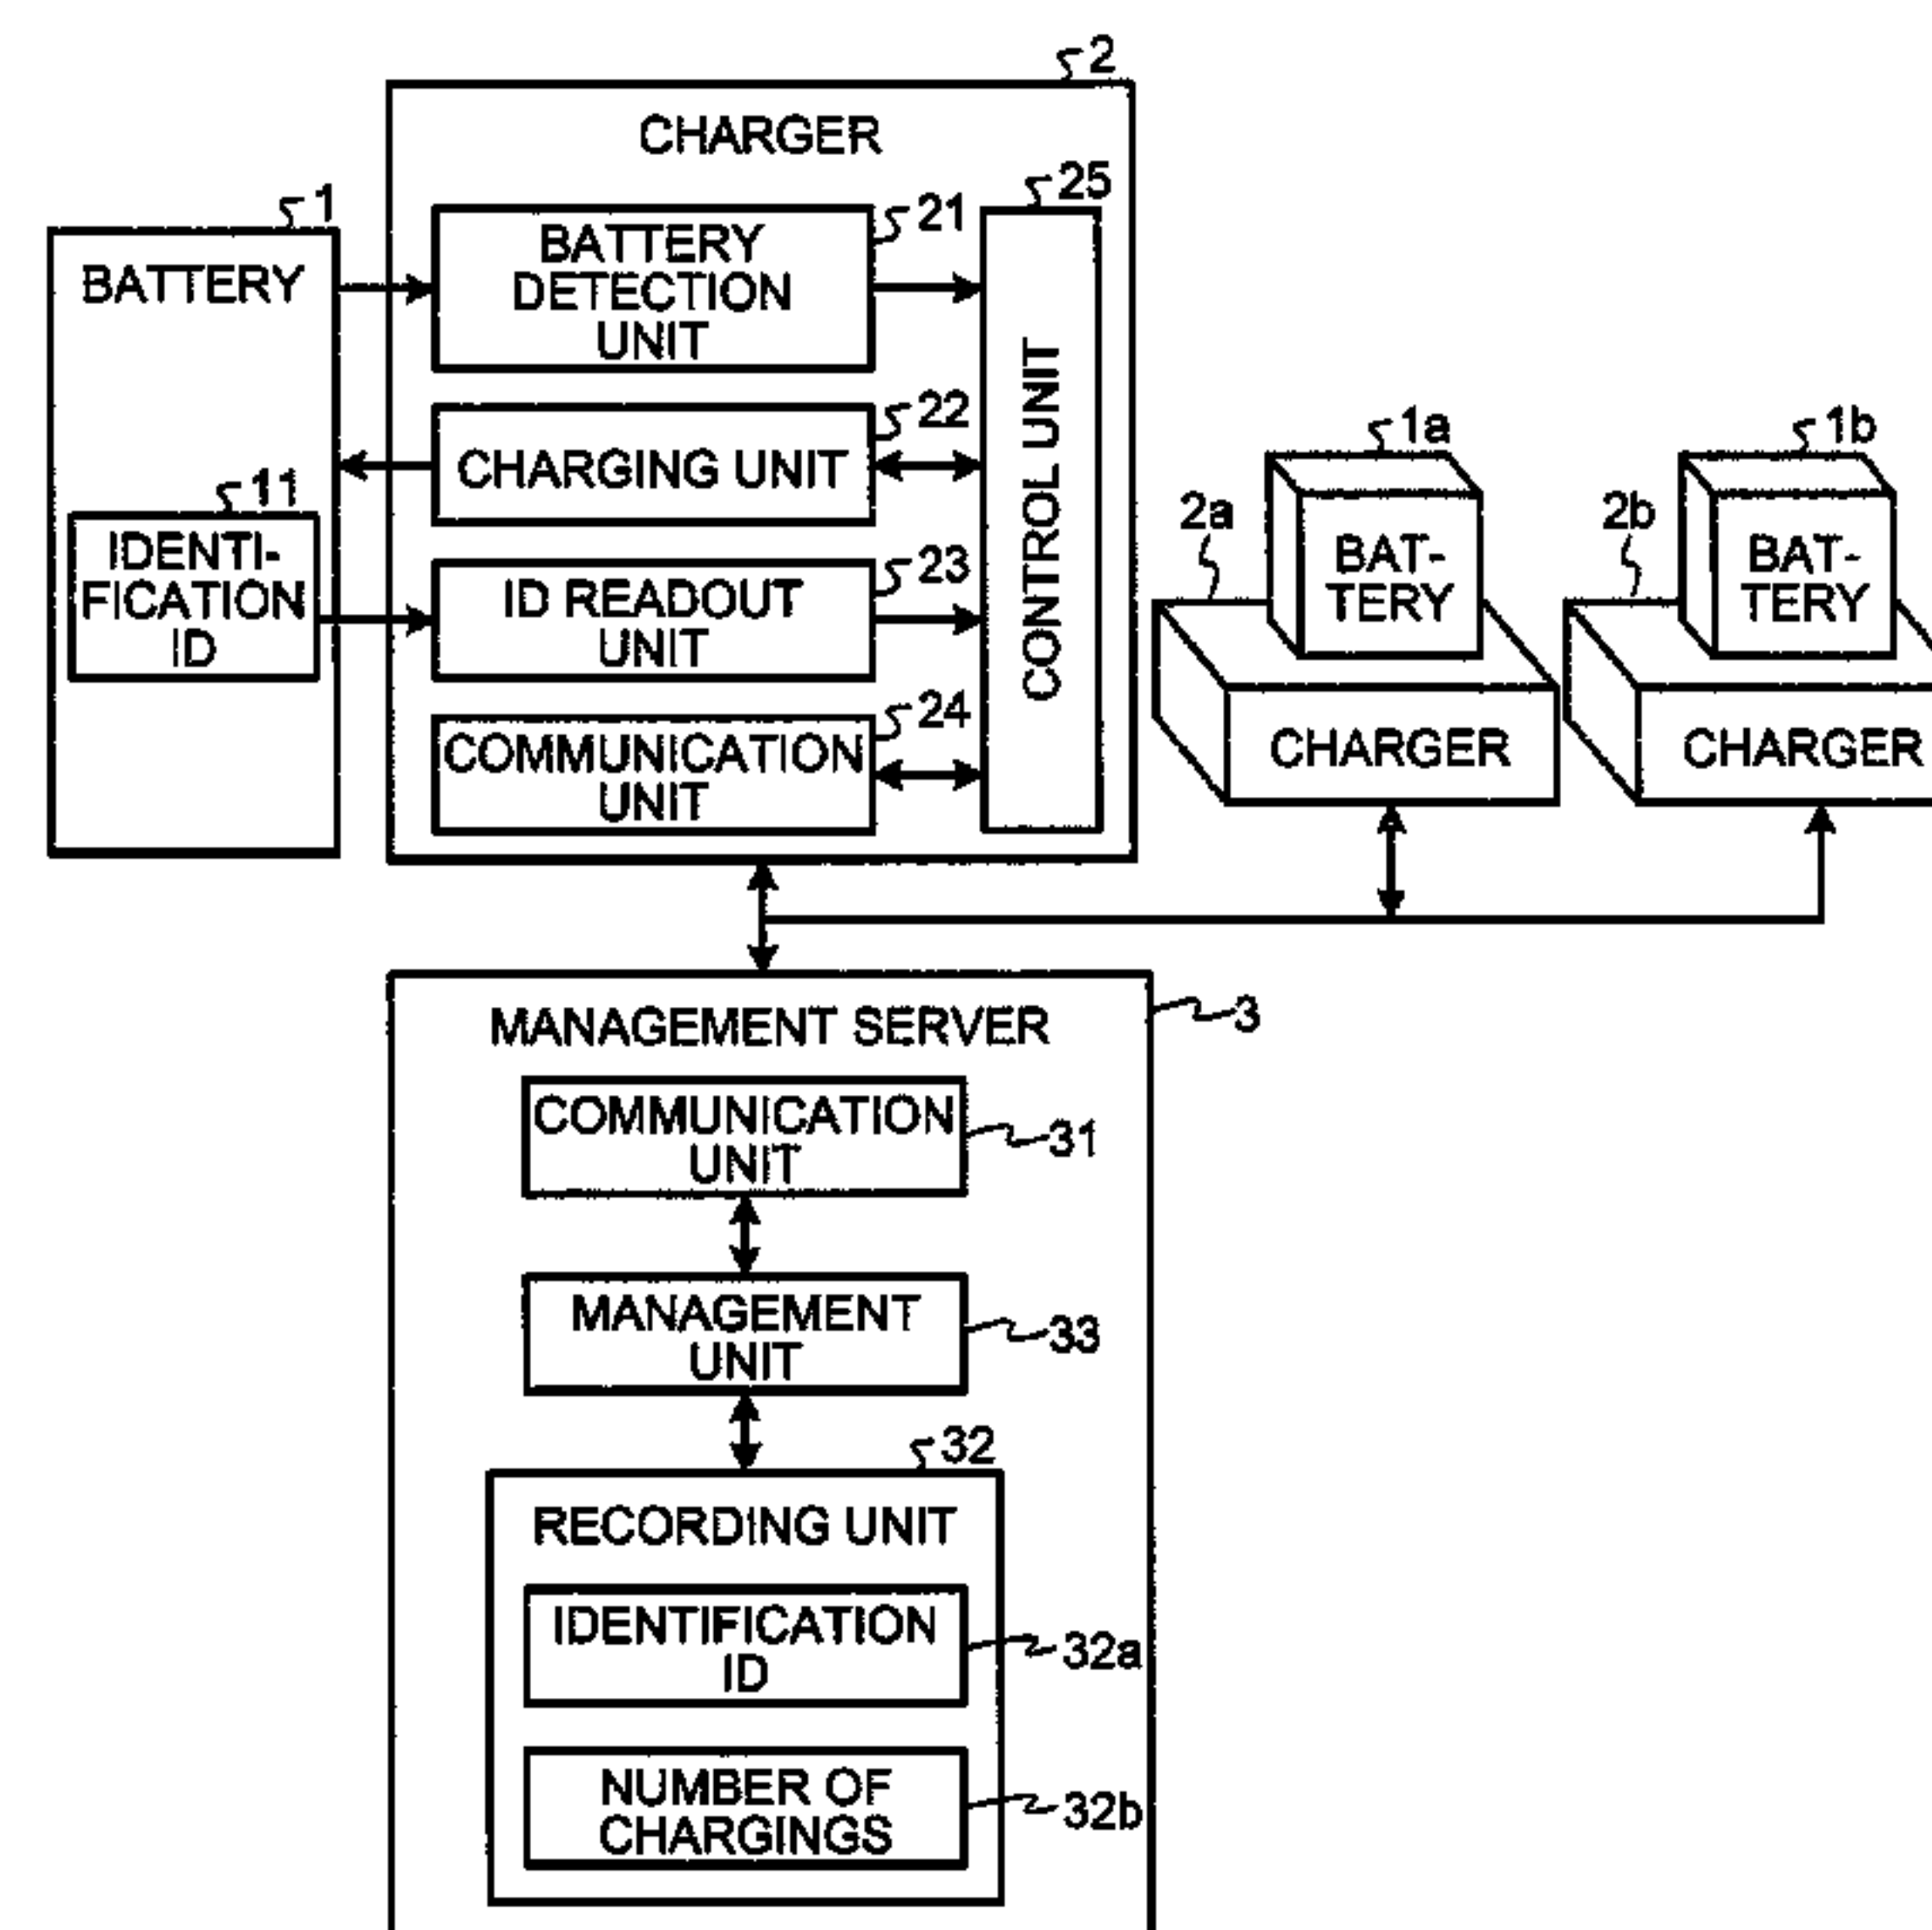 2
CHARGER
1
BATTERY
25
21
BATTERY
DETECTION
UNIT
CONTROL UNIT
22
CHARGING UNIT
11
IDENTI-
FICATION
ID
23
ID READOUT
UNIT
24
COMMUNICATION
UNIT
1a
2a
BAT-
TERY
CHARGER
1b
2b
BAT-
TERY
CHARGER
MANAGEMENT SERVER
3
COMMUNICATION
UNIT
31
MANAGEMENT
UNIT
33
32
RECORDING UNIT
IDENTIFICATION
ID
32a
NUMBER OF
CHARGINGS
32b